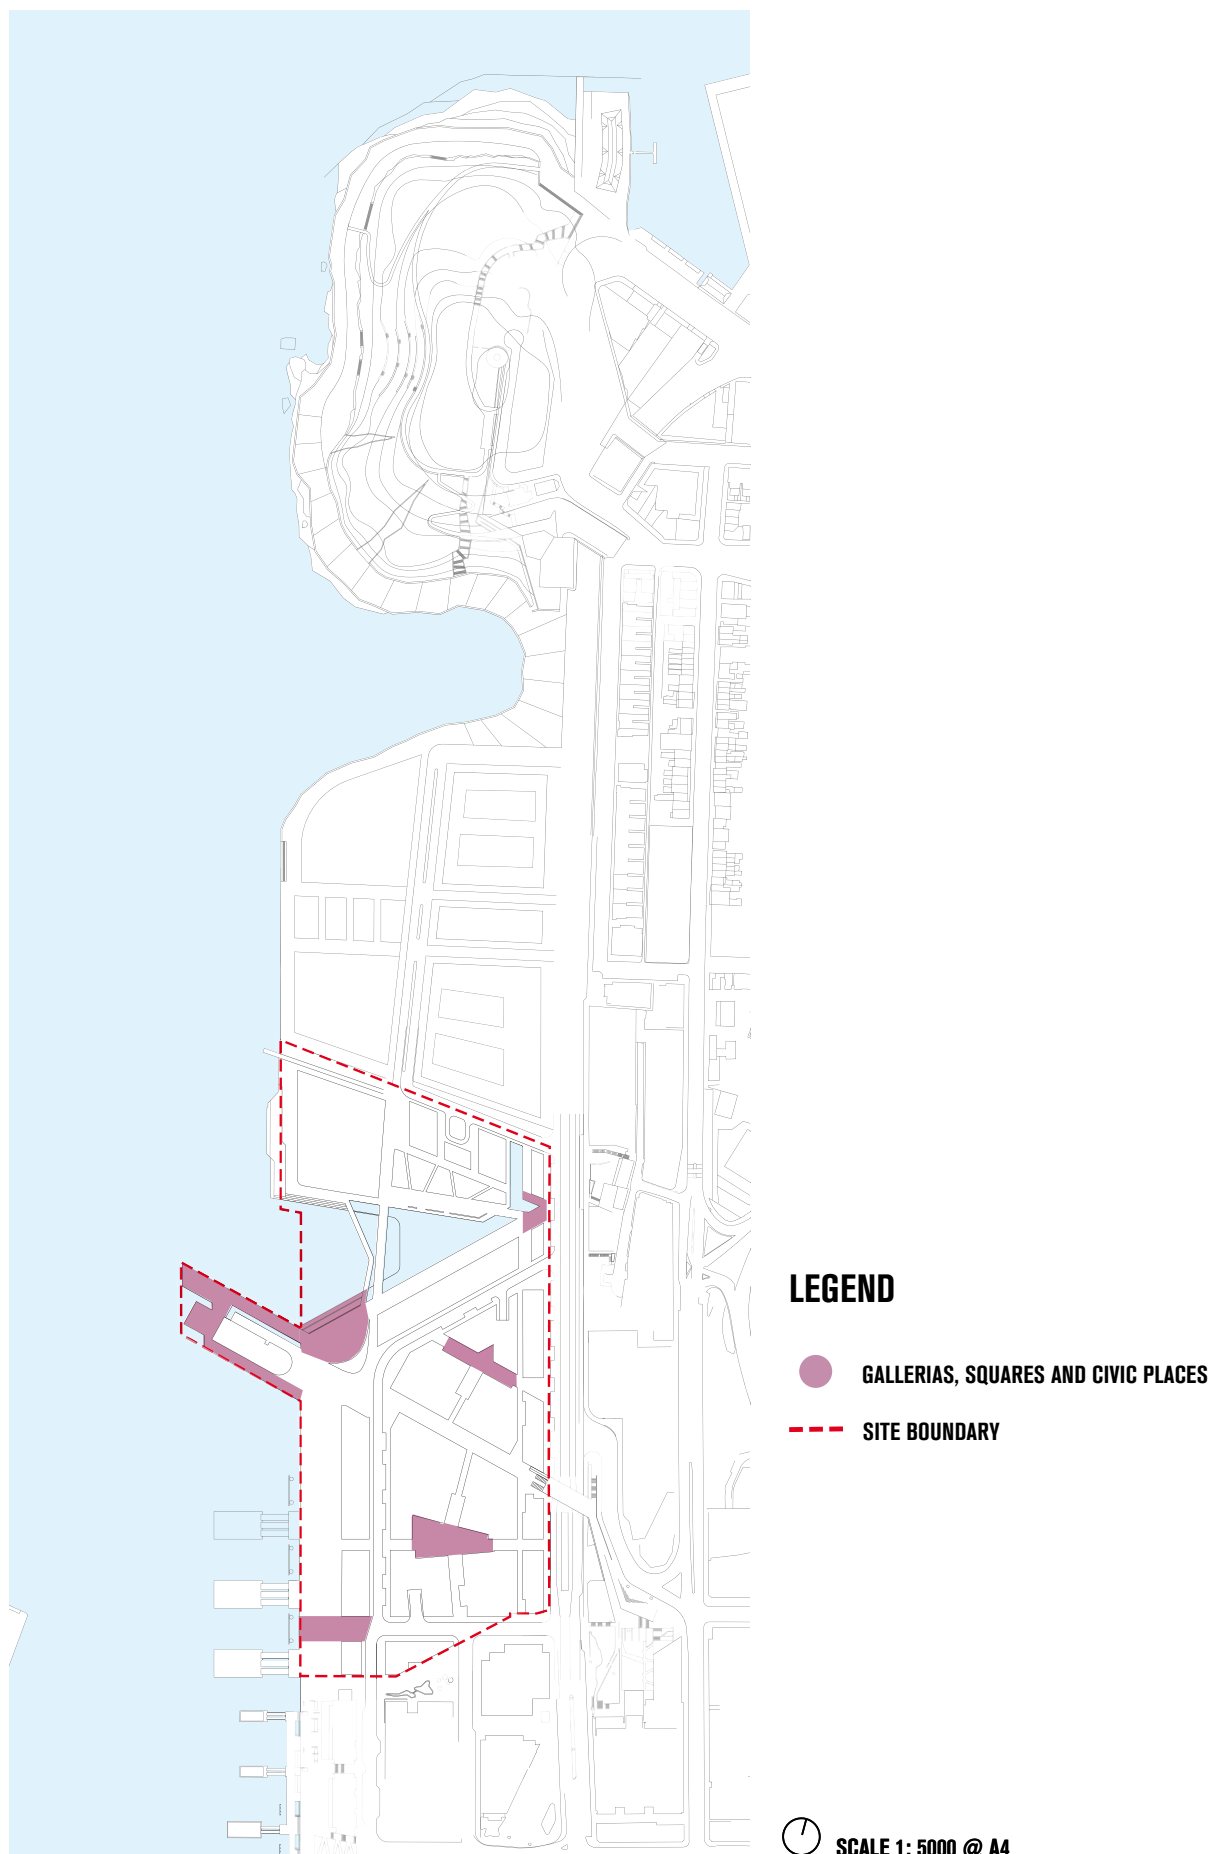 LEGEND
GALLERIAS, SQUARES AND CIVIC PLACES
SITE BOUNDARY
SCALE 1: 5000 @ A4